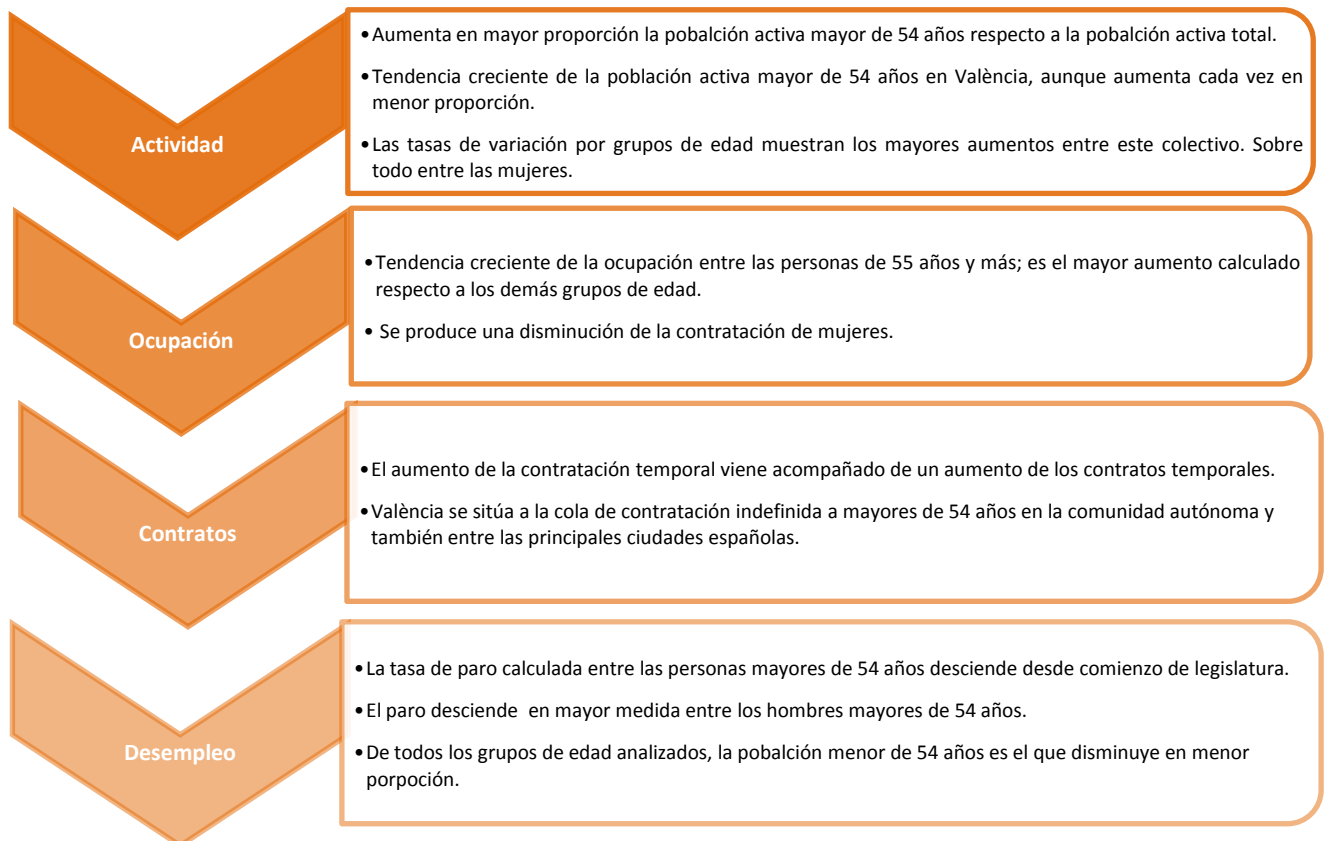 Actividad
•Aumenta en mayor proporción la pobalción activa mayor de 54 años respecto a la pobalción activa total.
•Tendencia creciente de la población activa mayor de 54 años en València, aunque aumenta cada vez en
menor proporción.
•Las tasas de variación por grupos de edad muestran los mayores aumentos entre este colectivo. Sobre
todo entre las mujeres.
Ocupación
•Tendencia creciente de la ocupación entre las personas de 55 años y más; es el mayor aumento calculado
respecto a los demás grupos de edad.
• Se produce una disminución de la contratación de mujeres.
Contratos
•El aumento de la contratación temporal viene acompañado de un aumento de los contratos temporales.
•València se sitúa a la cola de contratación indefinida a mayores de 54 años en la comunidad autónoma y
también entre las principales ciudades españolas.
Desempleo
•La tasa de paro calculada entre las personas mayores de 54 años desciende desde comienzo de legislatura.
•El paro desciende en mayor medida entre los hombres mayores de 54 años.
•De todos los grupos de edad analizados, la pobalción menor de 54 años es el que disminuye en menor
porpoción.